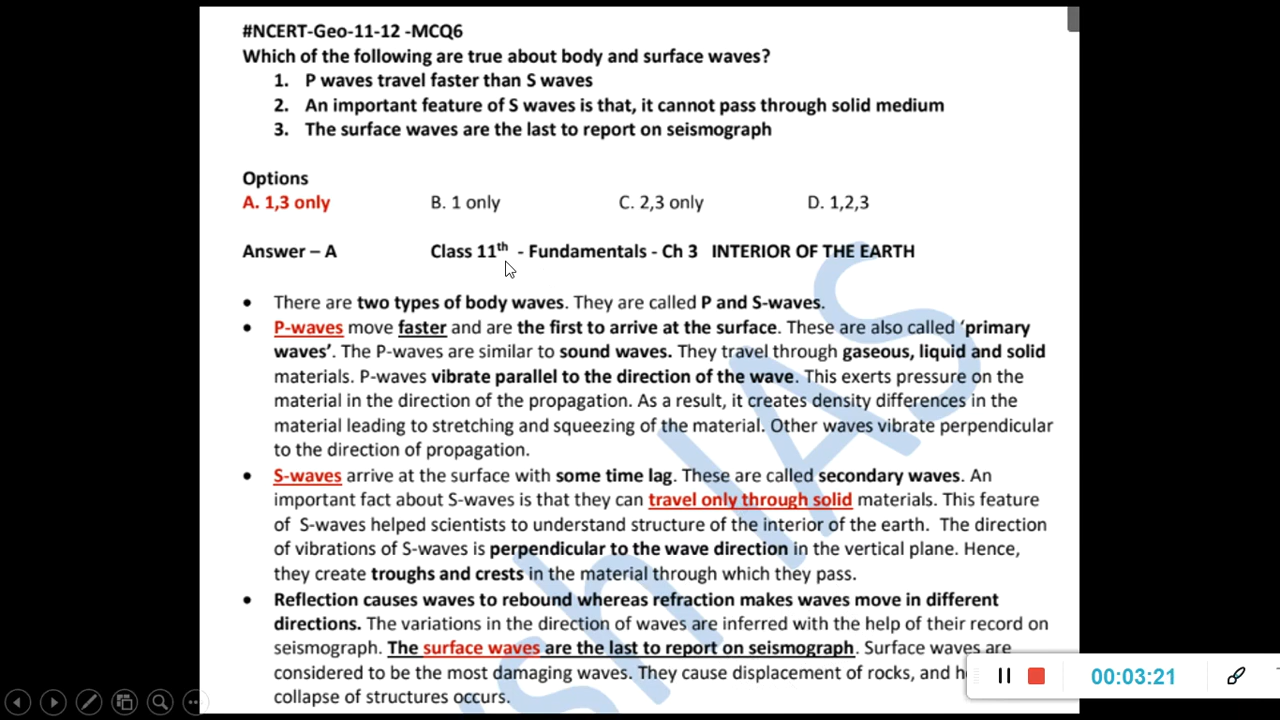 #NCERT-Geo-11-12 -MCQ6
Which of the following are true about body and surface waves?
1. P waves travel faster than S waves
2. An important feature of S waves is that, it cannot pass through solid medium
3. The surface waves are the last to report on seismograph
Options
A. 1,3 only B. 1 only C. 2,3 only D. 1,2,3
Answer – A Class 11th - Fundamentals - Ch 3 INTERIOR OF THE EARTH
• There are two types of body waves. They are called P and S-waves.
• P-waves move faster and are the first to arrive at the surface. These are also called ‘primary
waves’. The P-waves are similar to sound waves. They travel through gaseous, liquid and solid
materials. P-waves vibrate parallel to the direction of the wave. This exerts pressure on the
material in the direction of the propagation. As a result, it creates density differences in the
material leading to stretching and squeezing of the material. Other waves vibrate perpendicular
to the direction of propagation.
• S-waves arrive at the surface with some time lag. These are called secondary waves. An
important fact about S-waves is that they can travel only through solid materials. This feature
of S-waves helped scientists to understand structure of the interior of the earth. The direction
of vibrations of S-waves is perpendicular to the wave direction in the vertical plane. Hence,
they create troughs and crests in the material through which they pass.
• Reflection causes waves to rebound whereas refraction makes waves move in different
directions. The variations in the direction of waves are inferred with the help of their record on
seismograph. The surface waves are the last to report on seismograph. Surface waves are
considered to be the most damaging waves. They cause displacement of rocks, and
collapse of structures occurs.
00:03:21
sh IAS